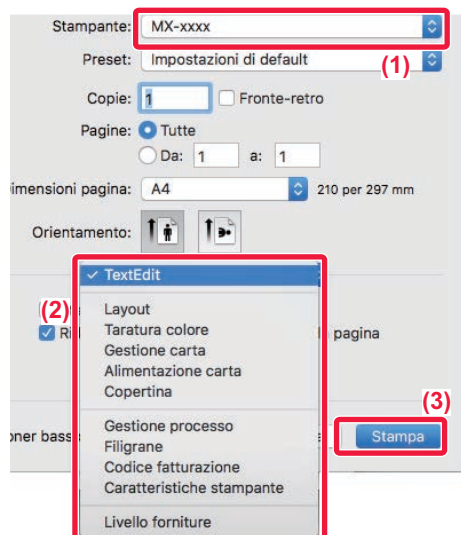 Stampante: MX-xxxx
(1)
Preset: Impostazioni di default
Copie: 1 Fronte-retro
Pagine: Tutte
Da: 1 a: 1
imensioni pagina: A4 210 per 297 mm
Orientamento:
✓ TextEdit
(2)
Layout
Taratura colore
Ri pagina
Gestione carta
Alimentazione carta
Copertina
(3)
Gestione processo
oner bass Stampa
Filigrane
Codice fatturazione
Caratteristiche stampante
Livello forniture